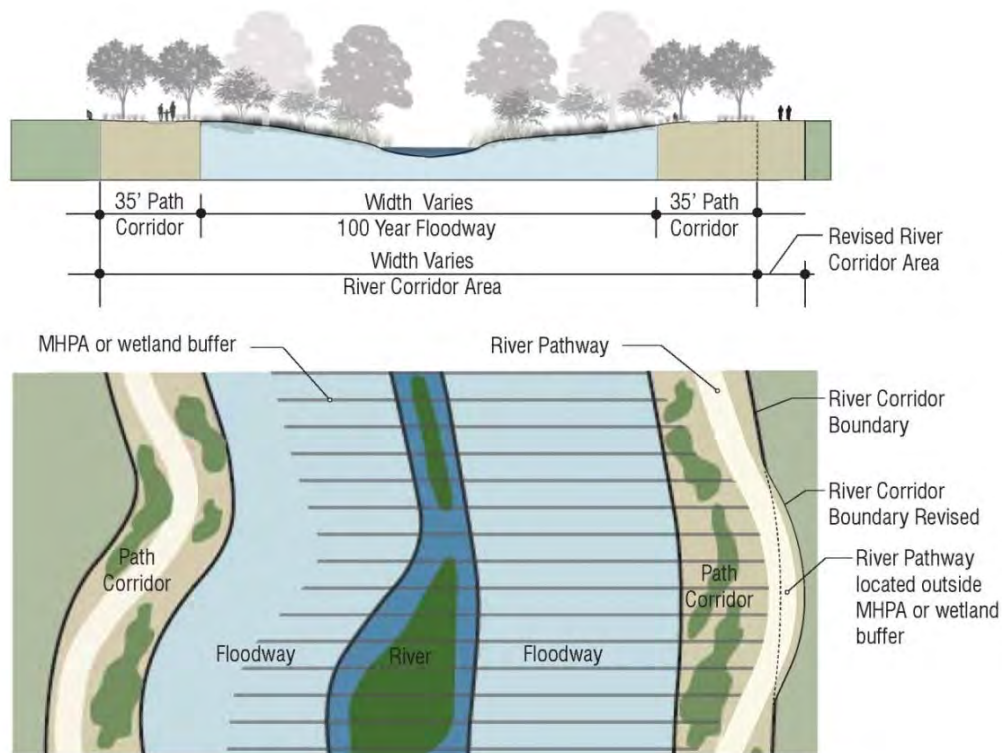 35' Path
Corridor
Width Varies
100 Year Floodway
35' Path
Corridor
Revised River
Corridor Area
Width Varies
River Corridor Area
MHPA or wetland buffer
River Pathway
River Corridor
Boundary
River Corridor
Boundary Revised
River Pathway
located outside
MHPA or wetland
buffer
Path
Corridor
Path
Corridor
Floodway
River
Floodway